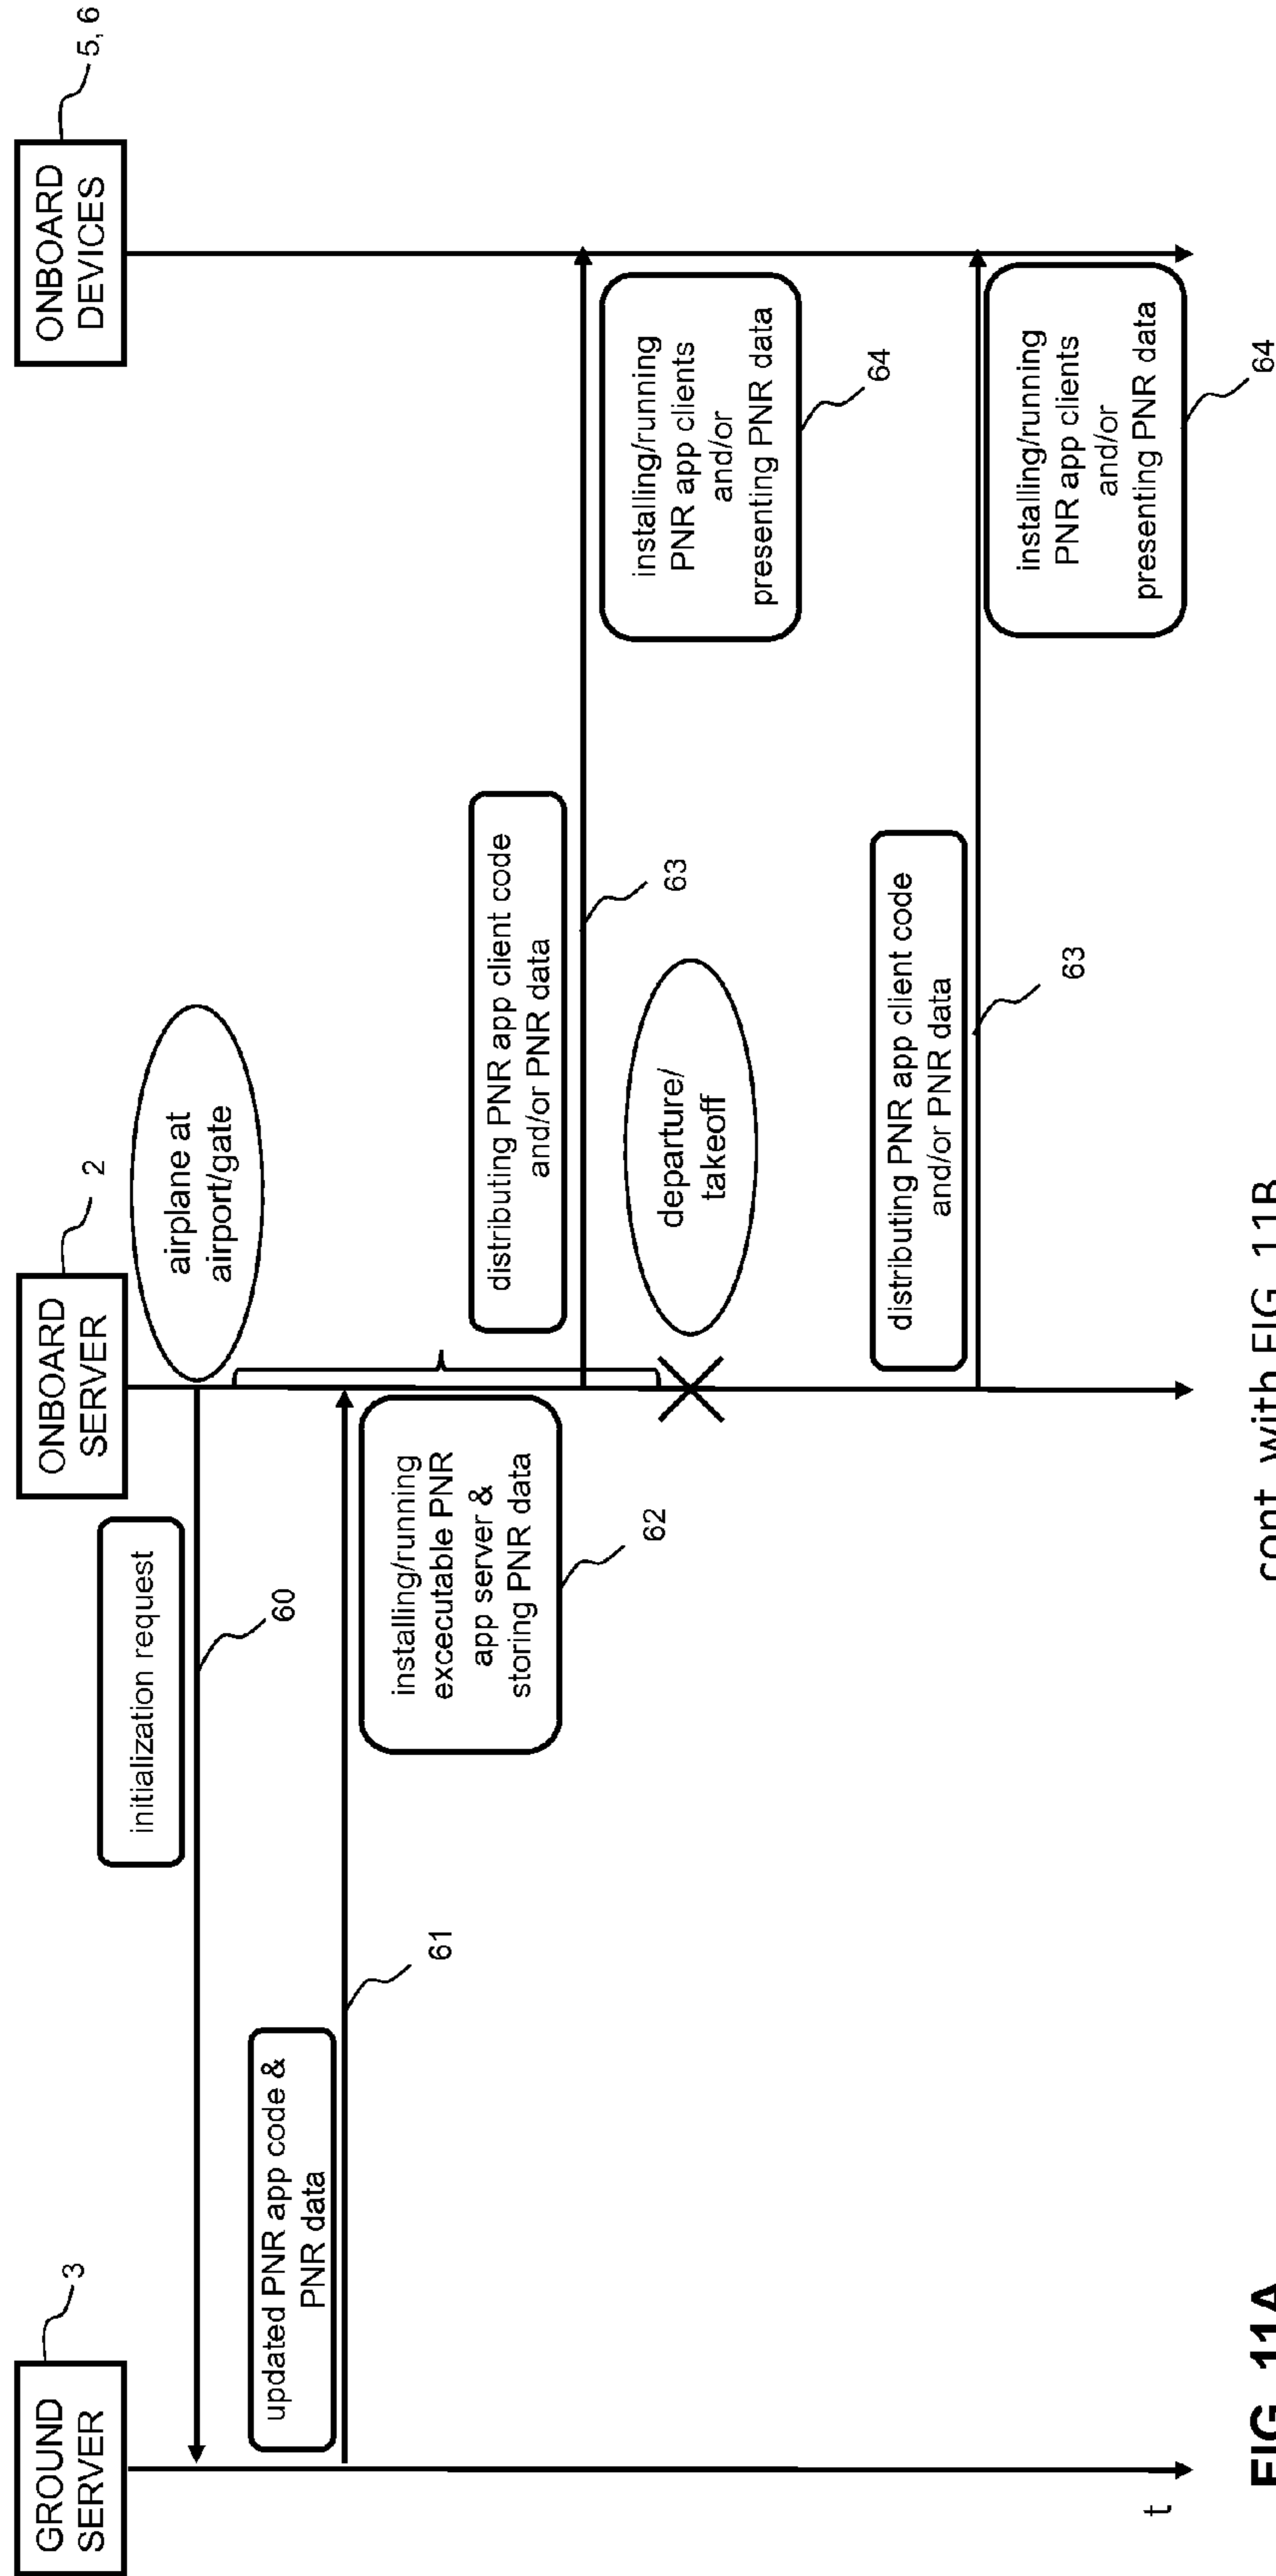 GROUND
SERVER
3
ONBOARD
SERVER
2
ONBOARD
DEVICES
5, 6
airplane at
airport/gate
initialization request
60
updated PNR app code &
PNR data
61
installing/running
excecutable PNR
app server &
storing PNR data
62
distributing PNR app client code
and/or PNR data
63
installing/running
PNR app clients
and/or
presenting PNR data
64
departure/
takeoff
distributing PNR app client code
and/or PNR data
63
installing/running
PNR app clients
and/or
presenting PNR data
64
t
FIG. 11A
cont. with FIG. 11B